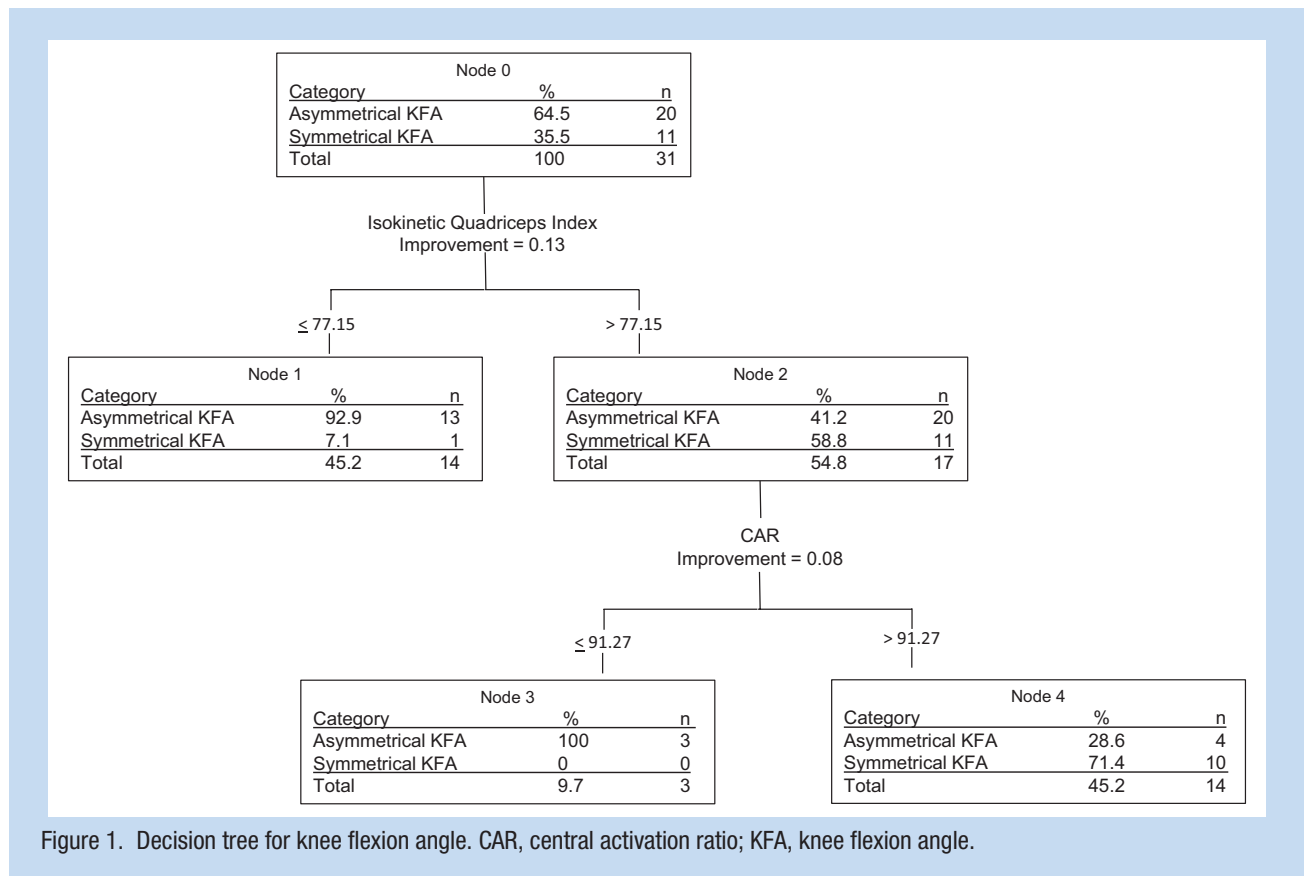 Node 0
Category % n
Asymmetrical KFA 64.5 20
Symmetrical KFA 35.5 11
Total 100 31
Isokinetic Quadriceps Index
Improvement = 0.13
≤ 77.15
> 77.15
Node 1
Category % n
Asymmetrical KFA 92.9 13
Symmetrical KFA 7.1 1
Total 45.2 14
Node 2
Category % n
Asymmetrical KFA 41.2 20
Symmetrical KFA 58.8 11
Total 54.8 17
CAR
Improvement = 0.08
≤ 91.27
> 91.27
Node 3
Category % n
Asymmetrical KFA 100 3
Symmetrical KFA 0 0
Total 9.7 3
Node 4
Category % n
Asymmetrical KFA 28.6 4
Symmetrical KFA 71.4 10
Total 45.2 14
Figure 1. Decision tree for knee flexion angle. CAR, central activation ratio; KFA, knee flexion angle.